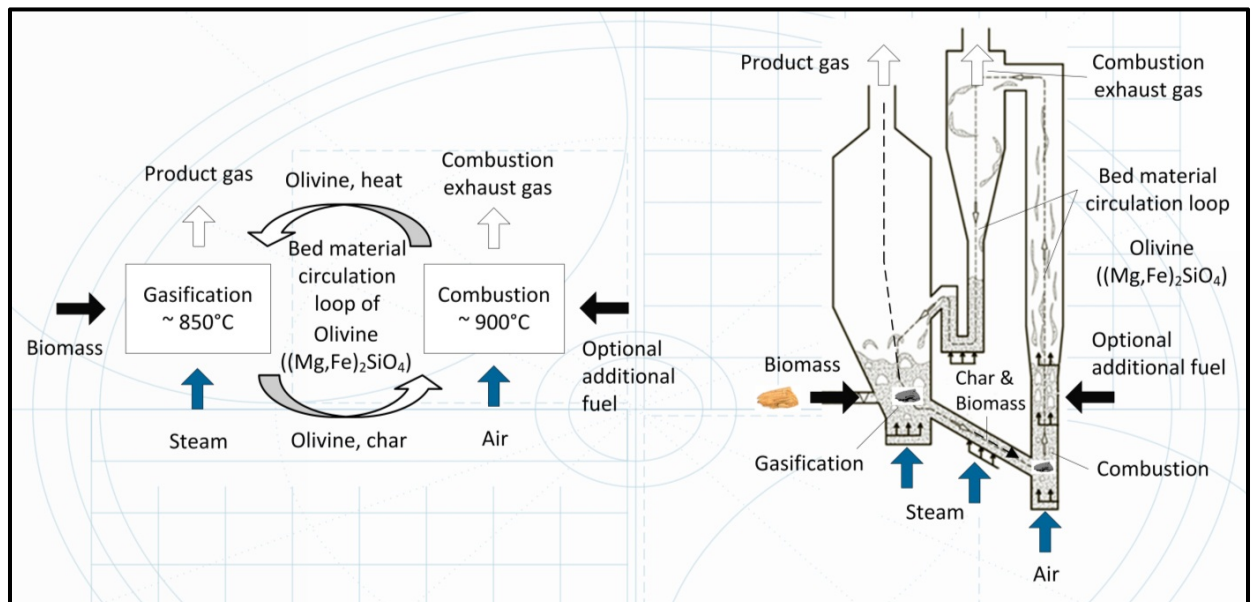 Product gas
Combustion
exhaust gas
Olivine, heat
Bed material
circulation
loop of
Olivine
((Mg,Fe)₂SiO₄)
Gasification
~ 850°C
Combustion
~ 900°C
Biomass
Optional
additional
fuel
Steam
Olivine, char
Air
Product gas
Combustion
exhaust gas
Bed material
circulation loop
Olivine
((Mg,Fe)₂SiO₄)
Optional
additional fuel
Biomass
Char &
Biomass
Gasification
Combustion
Steam
Air